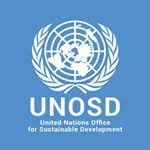 UNOSD
United Nations Office
for Sustainable Development